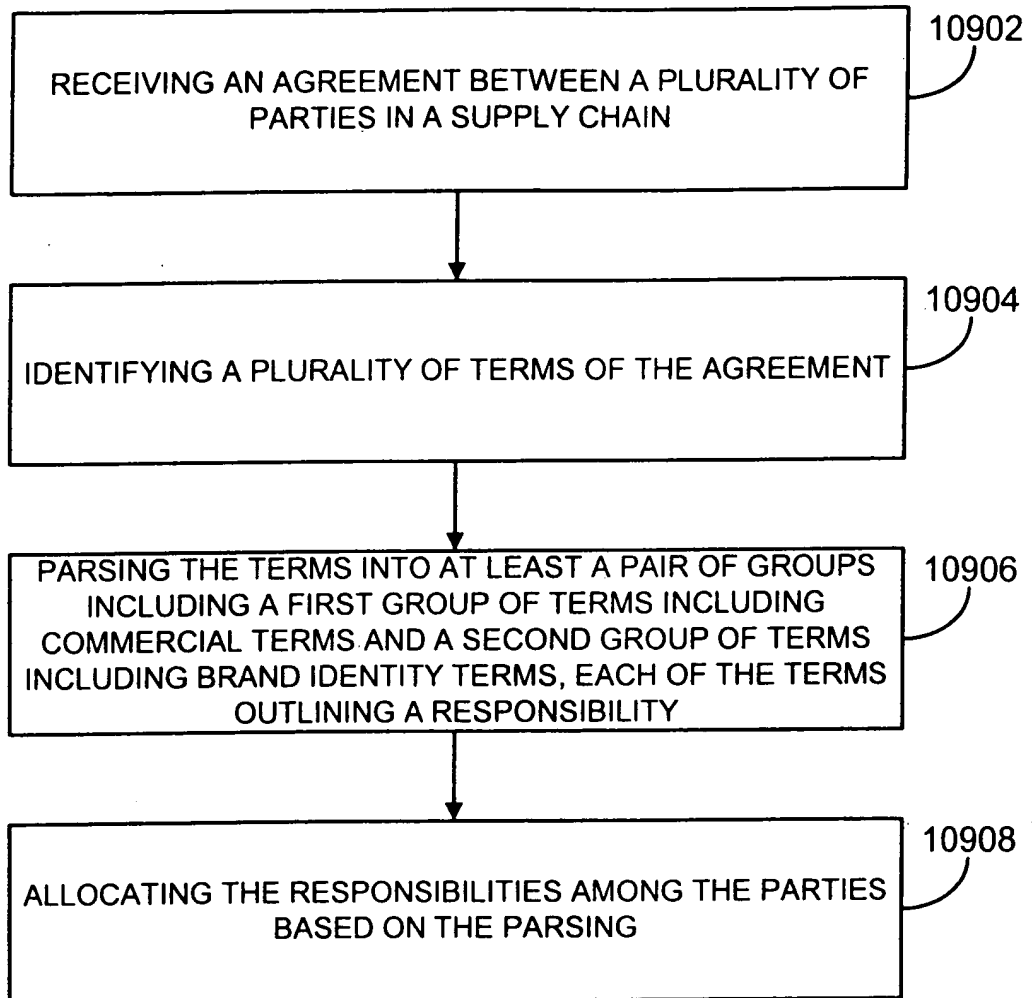 10902
RECEIVING AN AGREEMENT BETWEEN A PLURALITY OF
PARTIES IN A SUPPLY CHAIN
10904
IDENTIFYING A PLURALITY OF TERMS OF THE AGREEMENT
10906
PARSING THE TERMS INTO AT LEAST A PAIR OF GROUPS
INCLUDING A FIRST GROUP OF TERMS INCLUDING
COMMERCIAL TERMS AND A SECOND GROUP OF TERMS
INCLUDING BRAND IDENTITY TERMS, EACH OF THE TERMS
OUTLINING A RESPONSIBILITY
10908
ALLOCATING THE RESPONSIBILITIES AMONG THE PARTIES
BASED ON THE PARSING